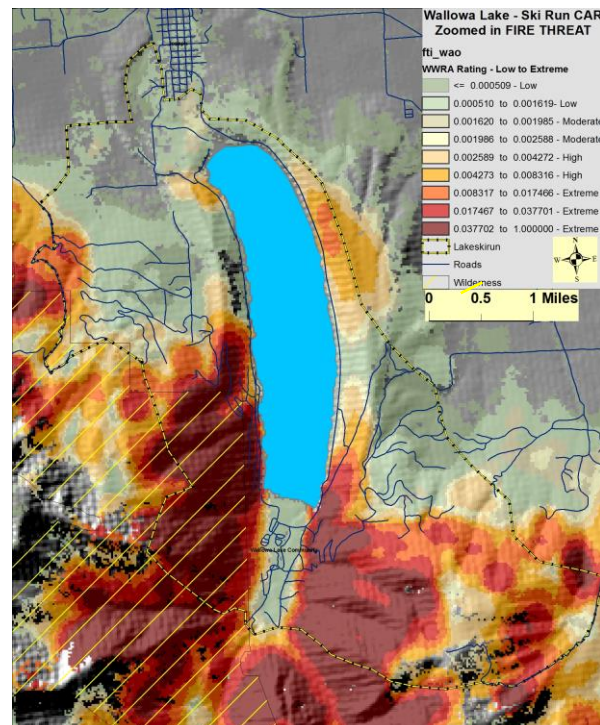 Wallowa Lake - Ski Run CAR
Zoomed in FIRE THREAT
fti_wao
WWRA Rating - Low to Extreme
<= 0.000509 - Low
0.000510 to 0.001619 - Low
0.001620 to 0.001985 - Moderate
0.001986 to 0.002588 - Moderate
0.002589 to 0.004272 - High
0.004273 to 0.008316 - High
0.008317 to 0.017466 - Extreme
0.017467 to 0.037701 - Extreme
0.037702 to 1.000000 - Extreme
Lakeskirun
Roads
Wilderness
N
W E
S
0 0.5 1 Miles
Wallowa Lake Community